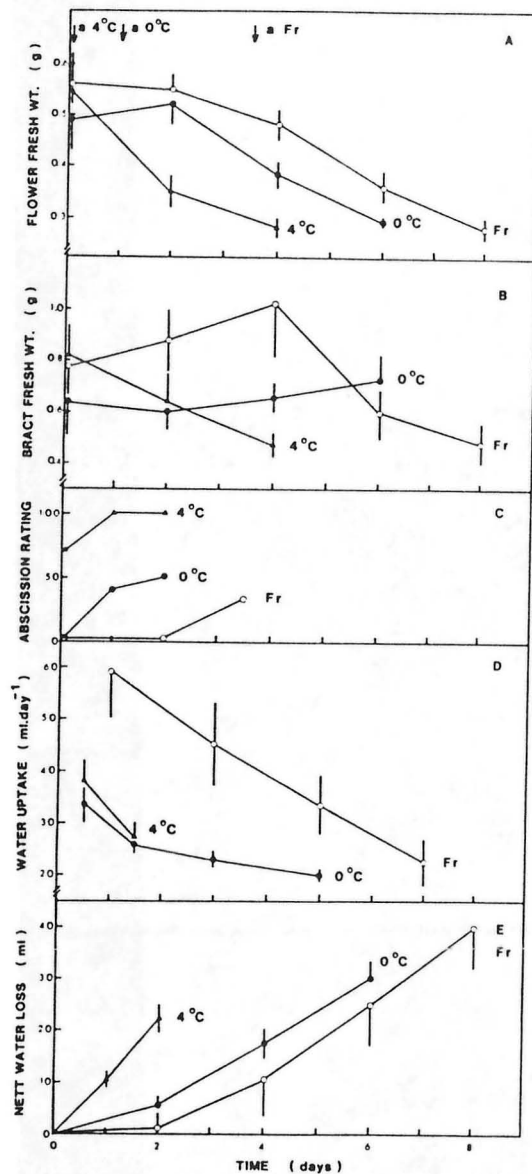 a 4°C a 0°C a Fr
A
FLOWER FRESH WT. (g)
0.6
0.5
0.4
0.3
4°C
0°C
Fr
B
BRACT FRESH WT. (g)
1.0
0.8
0.6
0.4
0°C
4°C
Fr
C
ABSCISSION RATING
100
50
0
4°C
0°C
Fr
D
WATER UPTAKE (ml.day⁻¹)
60
50
40
30
20
4°C
0°C
Fr
E
NETT WATER LOSS (ml)
40
30
20
10
0
4°C
0°C
Fr
0 2 4 6 8
TIME (days)